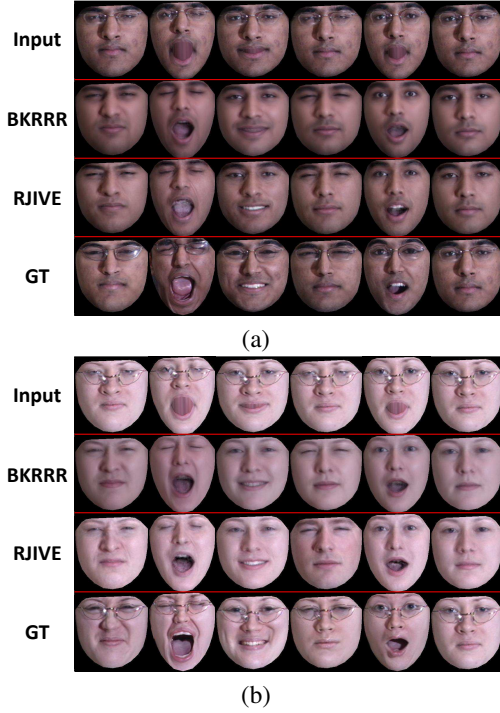 Input
BKRRR
RJIVE
GT
(a)
Input
BKRRR
RJIVE
GT
(b)